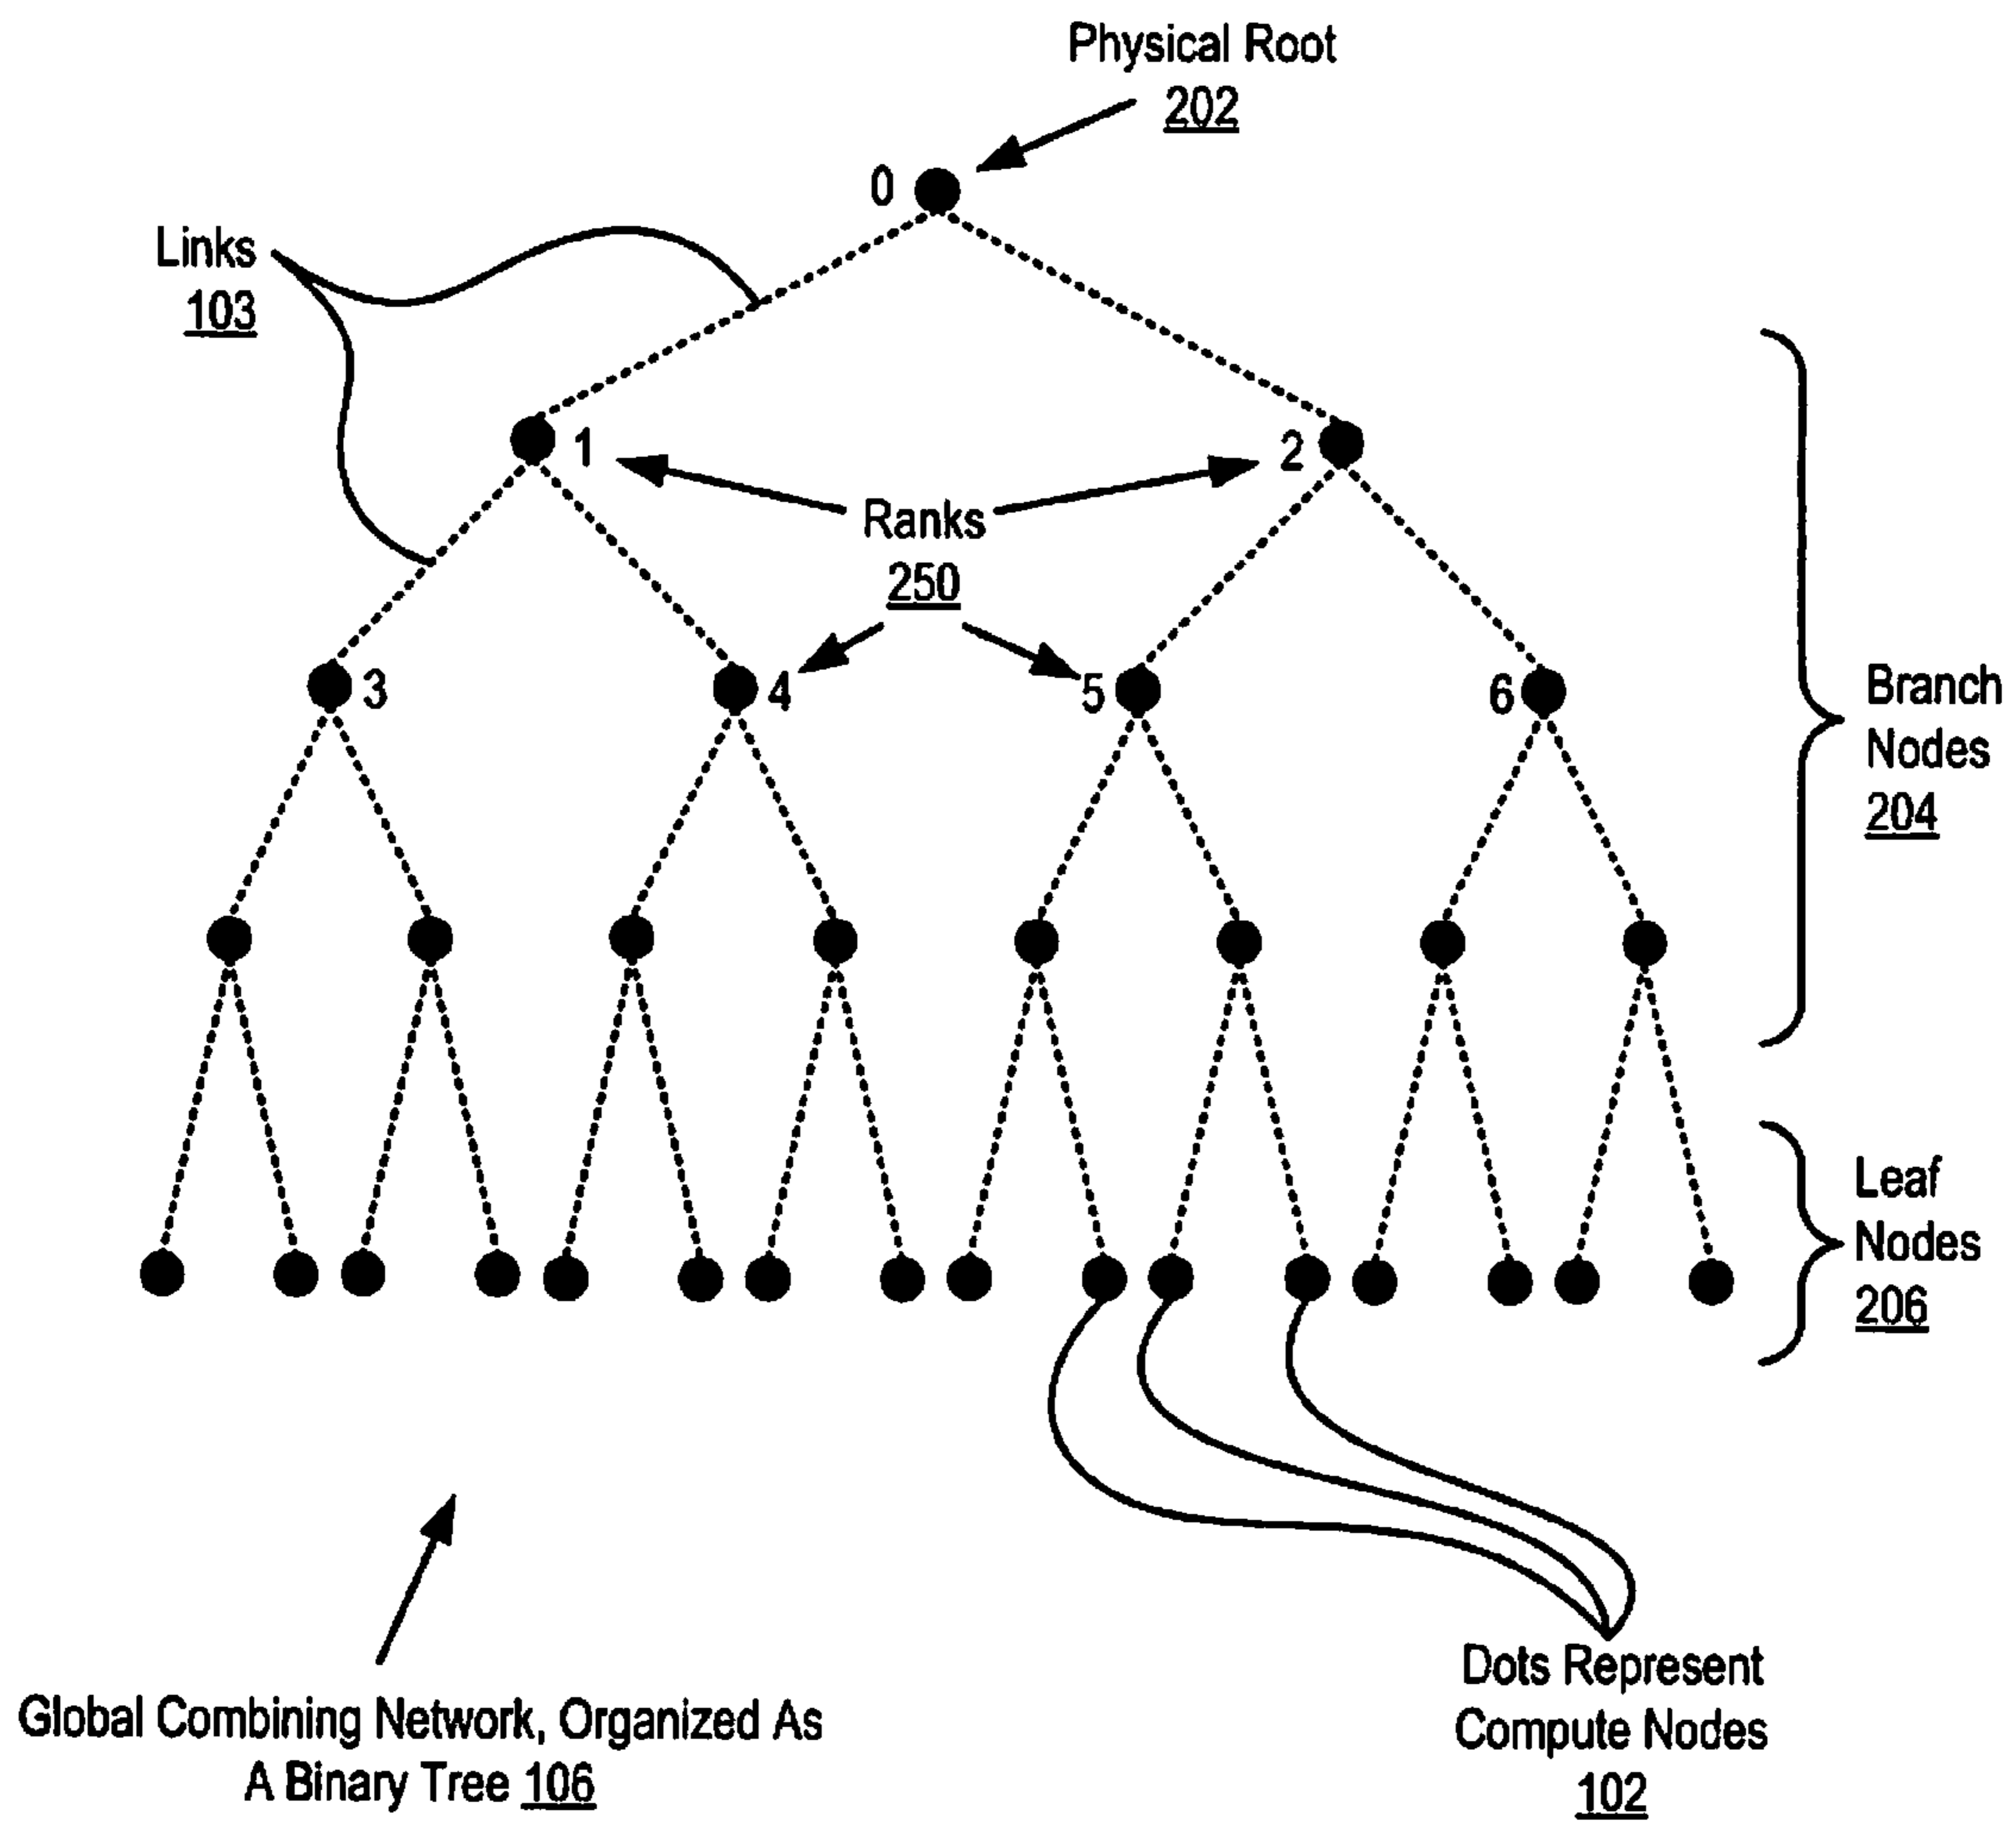 Physical Root
202
0
Links
103
1
2
Ranks
250
3
4
5
6
Branch
Nodes
204
Leaf
Nodes
206
Global Combining Network, Organized As
A Binary Tree 106
Dots Represent
Compute Nodes
102